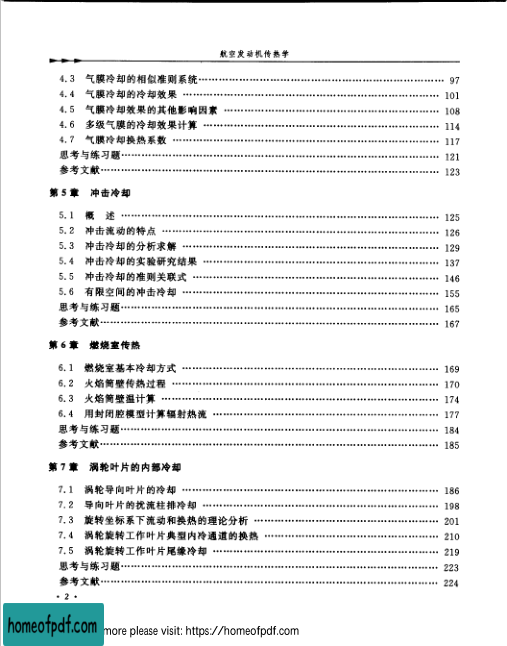 航空发动机传热学
4.3 气膜冷却的相似准则系统 97
4.4 气膜冷却的冷却效果 101
4.5 气膜冷却效果的其他影响因素 108
4.6 多级气膜的冷却效果计算 114
4.7 气膜冷却换热系数 117
思考与练习题 121
参考文献 123
第5章 冲击冷却
5.1 概 述 125
5.2 冲击流动的特点 126
5.3 冲击冷却的分析求解 129
5.4 冲击冷却的实验研究结果 137
5.5 冲击冷却的准则关联式 146
5.6 有限空间的冲击冷却 155
思考与练习题 165
参考文献 167
第6章 燃烧室传热
6.1 燃烧室基本冷却方式 169
6.2 火焰筒壁传热过程 170
6.3 火焰筒壁温计算 174
6.4 用封闭腔模型计算辐射热流 177
思考与练习题 184
参考文献 185
第7章 涡轮叶片的内部冷却
7.1 涡轮导向叶片的冷却 186
7.2 导向叶片的扰流柱排冷却 198
7.3 旋转坐标系下流动和换热的理论分析 201
7.4 涡轮旋转工作叶片典型内冷通道的换热 210
7.5 涡轮旋转工作叶片尾缘冷却 219
思考与练习题 223
参考文献 224
· 2 ·
homeofpdf.com more please visit: https://homeofpdf.com